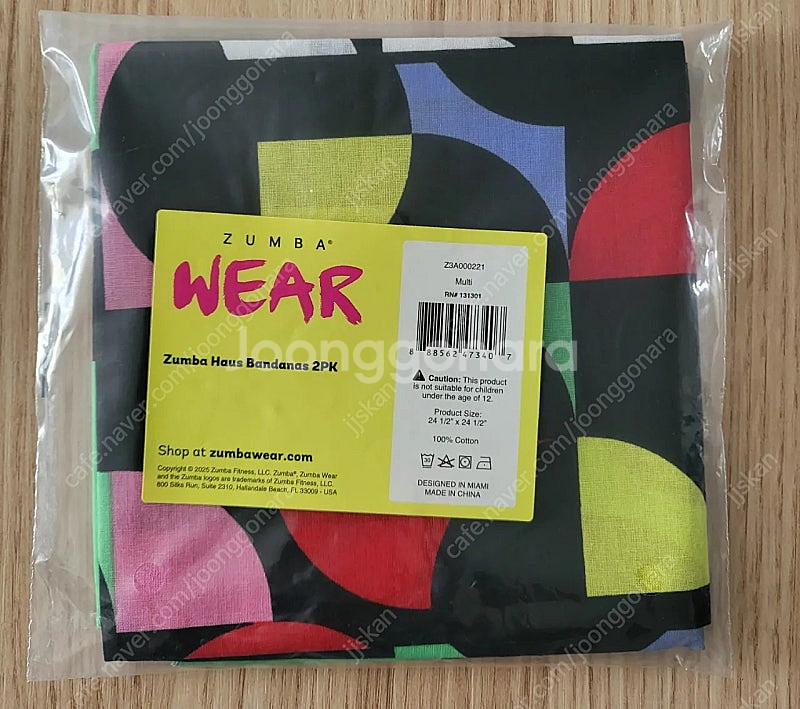 ZUMBA®
WEAR
Zumba Haus Bandanas 2PK
Shop at zumbawear.com
Copyright © 2025 Zumba Fitness, LLC. Zumba®, Zumba Wear
and the Zumba logos are trademarks of Zumba Fitness, LLC.
800 Silks Run, Suite 2310, Hallandale Beach, FL 33009 - USA
Z3A000221
Multi
RN# 131301
8 88562 47340 7
Caution: This product
is not suitable for children
under the age of 12.
Product Size:
24 1/2" x 24 1/2"
100% Cotton
30
DESIGNED IN MIAMI
MADE IN CHINA
Joonggonara
cafe.naver.com/joonggonara
jjskan